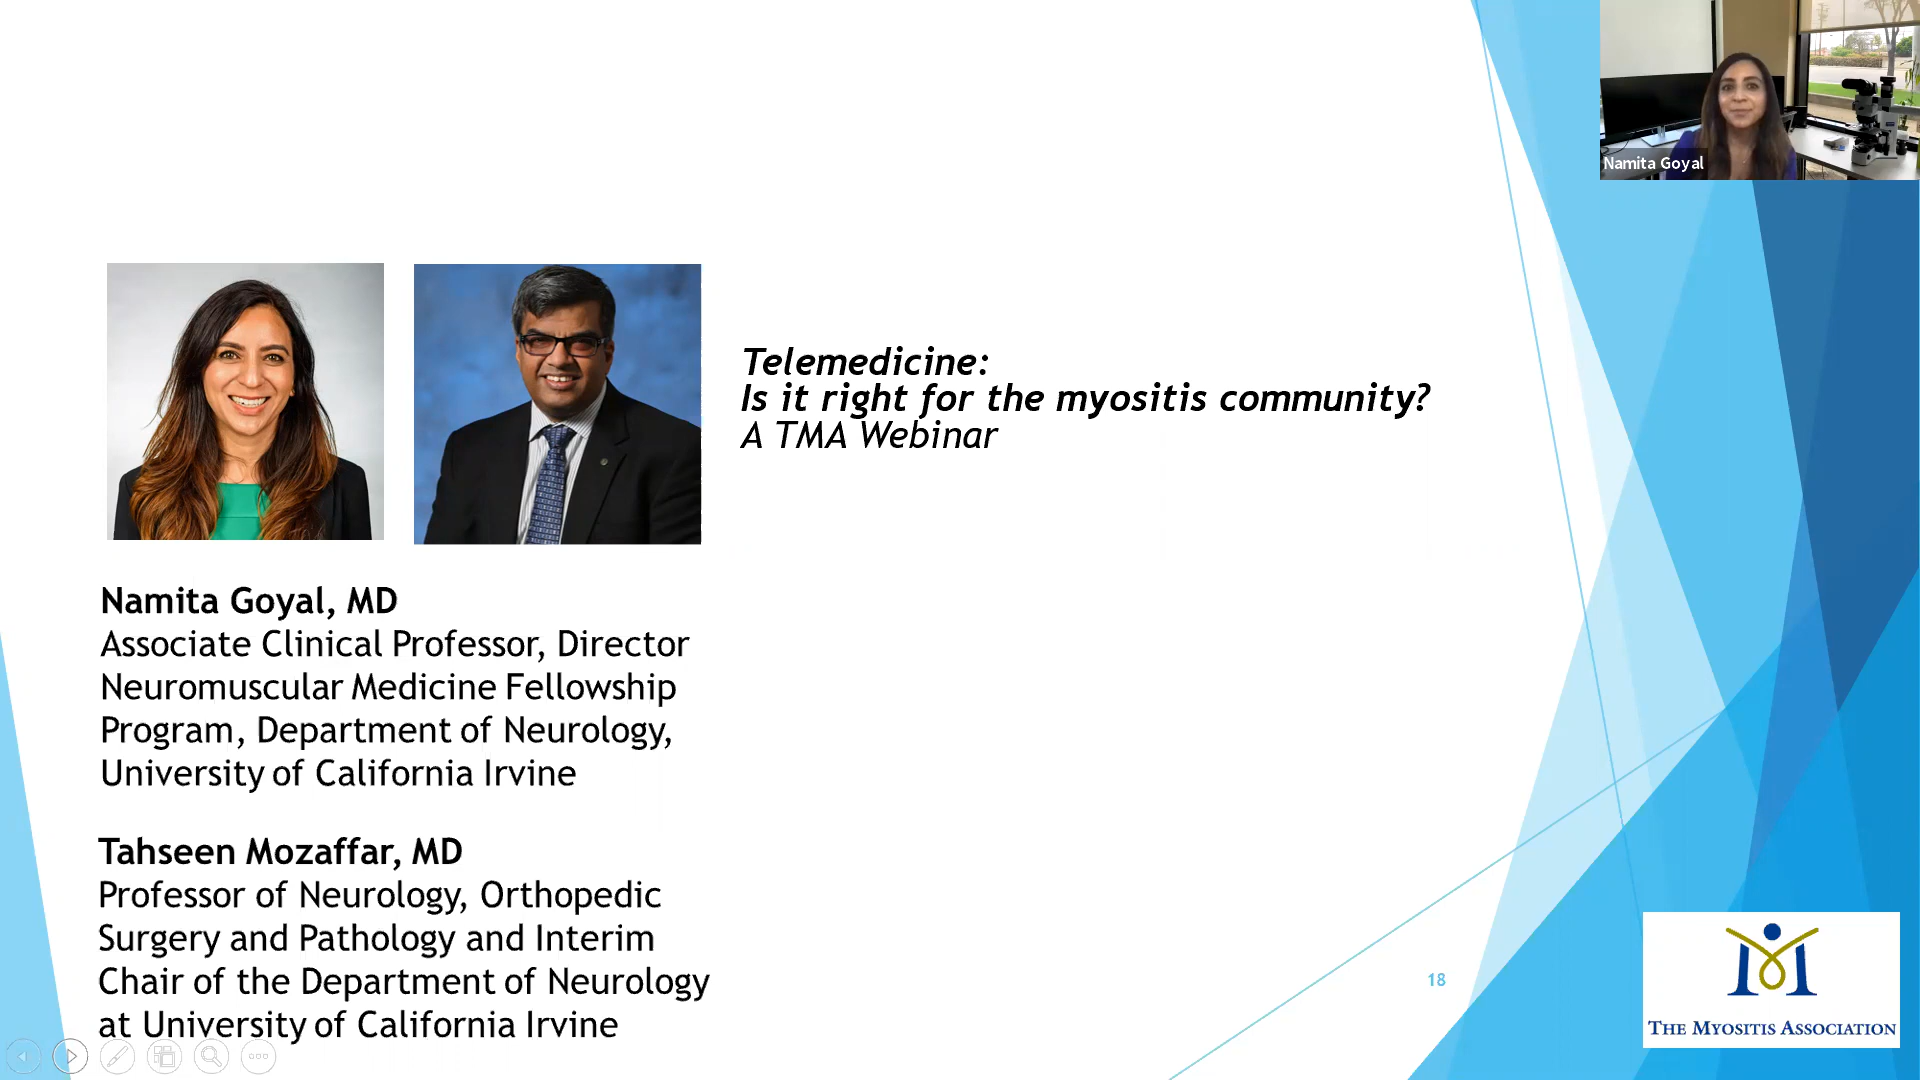 Namita Goyal
Telemedicine:
Is it right for the myositis community?
A TMA Webinar
Namita Goyal, MD
Associate Clinical Professor, Director
Neuromuscular Medicine Fellowship
Program, Department of Neurology,
University of California Irvine
Tahseen Mozaffar, MD
Professor of Neurology, Orthopedic
Surgery and Pathology and Interim
Chair of the Department of Neurology
at University of California Irvine
18
THE MYOSITIS ASSOCIATION